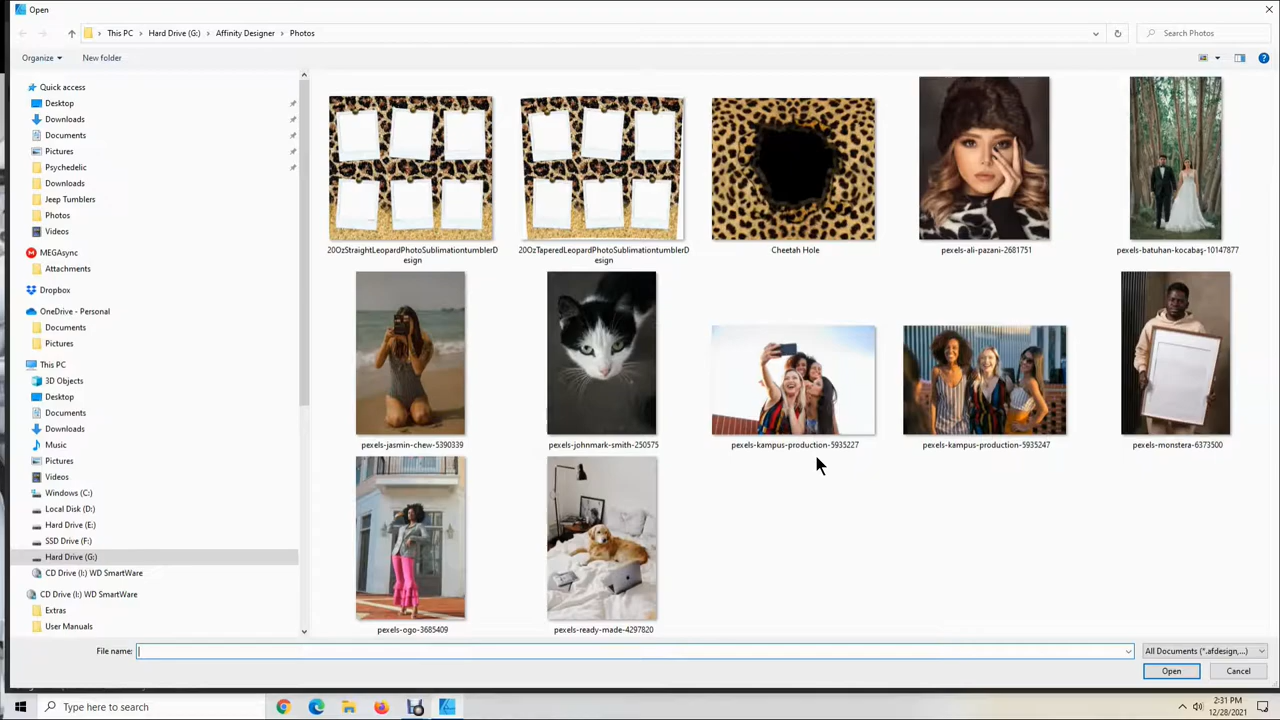 Open
This PC > Hard Drive (G:) > Affinity Designer > Photos
Search Photos
Organize
New folder
Quick access
Desktop
Downloads
Documents
Pictures
Psychedelic
Downloads
Jeep Tumblers
Photos
Videos
MEGAsync
Attachments
Dropbox
OneDrive - Personal
Documents
Pictures
This PC
3D Objects
Desktop
Documents
Downloads
Music
Pictures
Videos
Windows (C:)
Local Disk (D:)
Hard Drive (E:)
SSD Drive (F:)
Hard Drive (G:)
CD Drive (I:) WD SmartWare
CD Drive (I:) WD SmartWare
Extras
User Manuals
20OzStraightLeopardPhotoSublimationtumblerD
esign
20OzTaperedLeopardPhotoSublimationtumblerD
esign
Cheetah Hole
pexels-ali-pazani-2681751
pexels-batuhan-kocabaş-10147877
pexels-jasmin-chew-5390339
pexels-johnmark-smith-250575
pexels-kampus-production-5935227
pexels-kampus-production-5935247
pexels-monstera-6373500
pexels-ogo-3685409
pexels-ready-made-4297820
File name:
All Documents (*.afdesign,...)
Open
Cancel
Type here to search
2:31 PM
12/28/2021